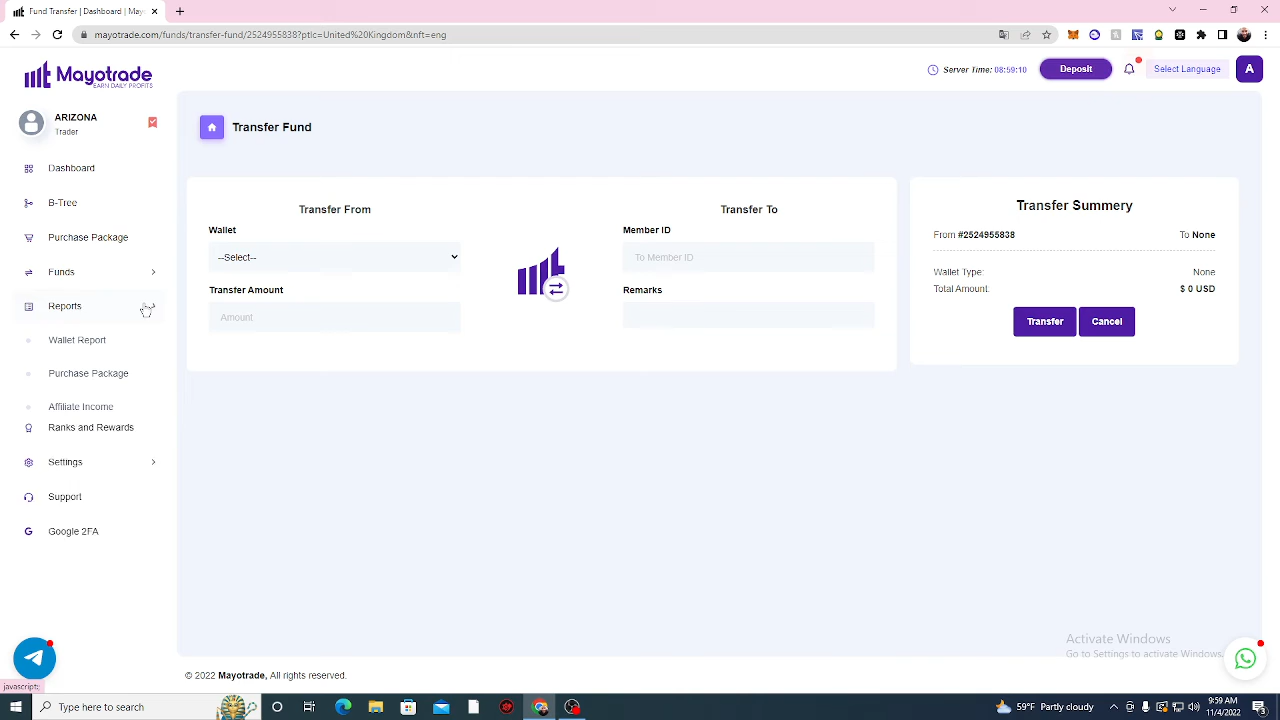 Fund Transfer | Dashboard | Mayo
mayotrade.com/funds/transfer-fund/2524955838?ptic=United%20Kingdom&nft=eng
Mayotrade
EARN DAILY PROFITS
Server Time: 08:59:10
Deposit
Select Language
A
ARIZONA
Trader
Transfer Fund
Dashboard
B-Tree
Purchase Package
Funds
Reports
Wallet Report
Purchase Package
Affiliate Income
Ranks and Rewards
Settings
Support
Google 2FA
Transfer From
Wallet
--Select--
Transfer Amount
Amount
Transfer To
Member ID
To Member ID
Remarks
Transfer Summary
From #2524955838 To None
Wallet Type: None
Total Amount: $ 0 USD
Transfer Cancel
Activate Windows
Go to Settings to activate Windows.
© 2022 Mayotrade, All rights reserved.
javascript:;
Type here to search
59°F Partly cloudy
9:59 AM
11/4/2022